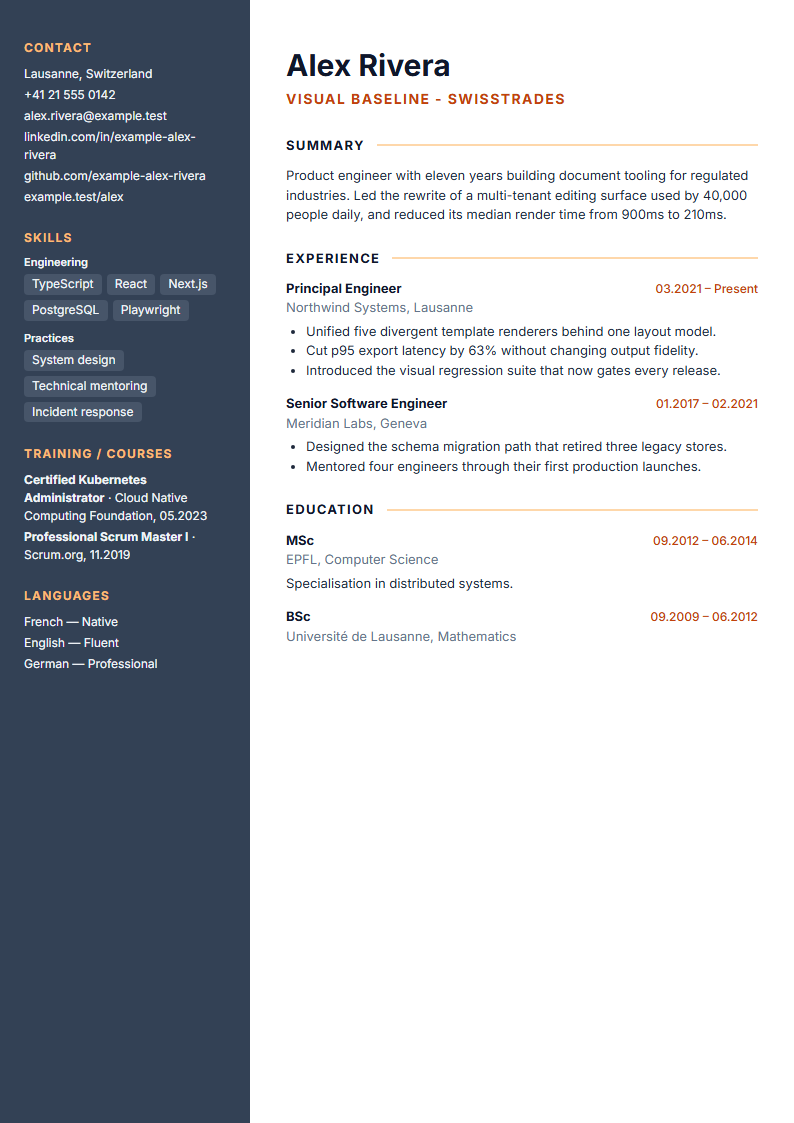 CONTACT
Lausanne, Switzerland
+41 21 555 0142
alex.rivera@example.test
linkedin.com/in/example-alex-
rivera
github.com/example-alex-rivera
example.test/alex
SKILLS
Engineering
TypeScript React Next.js
PostgreSQL Playwright
Practices
System design
Technical mentoring
Incident response
TRAINING / COURSES
Certified Kubernetes
Administrator · Cloud Native
Computing Foundation, 05.2023
Professional Scrum Master I ·
Scrum.org, 11.2019
LANGUAGES
French — Native
English — Fluent
German — Professional
Alex Rivera
VISUAL BASELINE - SWISSTRADES
SUMMARY
Product engineer with eleven years building document tooling for regulated
industries. Led the rewrite of a multi-tenant editing surface used by 40,000
people daily, and reduced its median render time from 900ms to 210ms.
EXPERIENCE
Principal Engineer 03.2021 – Present
Northwind Systems, Lausanne
• Unified five divergent template renderers behind one layout model.
• Cut p95 export latency by 63% without changing output fidelity.
• Introduced the visual regression suite that now gates every release.
Senior Software Engineer 01.2017 – 02.2021
Meridian Labs, Geneva
• Designed the schema migration path that retired three legacy stores.
• Mentored four engineers through their first production launches.
EDUCATION
MSc 09.2012 – 06.2014
EPFL, Computer Science
Specialisation in distributed systems.
BSc 09.2009 – 06.2012
Université de Lausanne, Mathematics